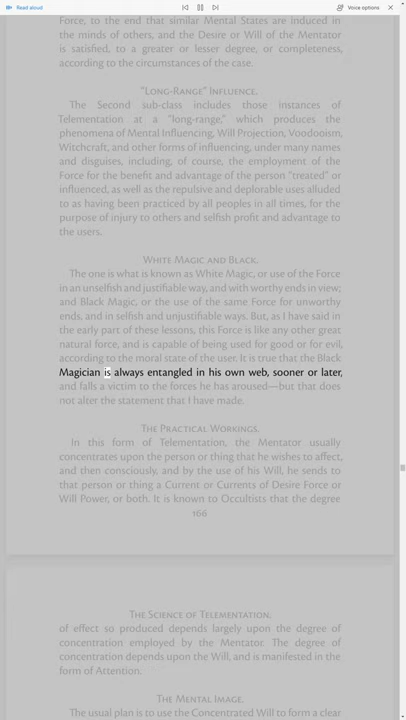 Read aloud
Voice options
Force, to the end that similar Mental States are induced in
the minds of others, and the Desire or Will of the Mentator
is satisfied, to a greater or lesser degree, or completeness,
according to the circumstances of the case.
“Long-Range” Influence.
The Second sub-class includes those instances of
Telementation at a “long-range,” which produces the
phenomena of Mental Influencing, Will Projection, Voodooism,
Witchcraft, and other forms of influencing, under many names
and disguises, including, of course, the employment of the
Force for the benefit and advantage of the person “treated” or
influenced, as well as the repulsive and deplorable uses alluded
to as having been practiced by all peoples in all times, for the
purpose of injury to others and selfish profit and advantage to
the users.
White Magic and Black.
The one is what is known as White Magic, or use of the Force
in an unselfish and justifiable way, and with worthy ends in view;
and Black Magic, or the use of the same Force for unworthy
ends, and in selfish and unjustifiable ways. But, as I have said in
the early part of these lessons, this Force is like any other great
natural force, and is capable of being used for good or for evil,
according to the moral state of the user. It is true that the Black
Magician is always entangled in his own web, sooner or later,
and falls a victim to the forces he has aroused—but that does
not alter the statement that I have made.
The Practical Workings.
In this form of Telementation, the Mentator usually
concentrates upon the person or thing that he wishes to affect,
and then consciously, and by the use of his Will, he sends to
that person or thing a Current or Currents of Desire Force or
Will Power, or both. It is known to Occultists that the degree
166
The Science of Telementation.
of effect so produced depends largely upon the degree of
concentration employed by the Mentator. The degree of
concentration depends upon the Will, and is manifested in the
form of Attention.
The Mental Image.
The usual plan is to use the Concentrated Will to form a clear